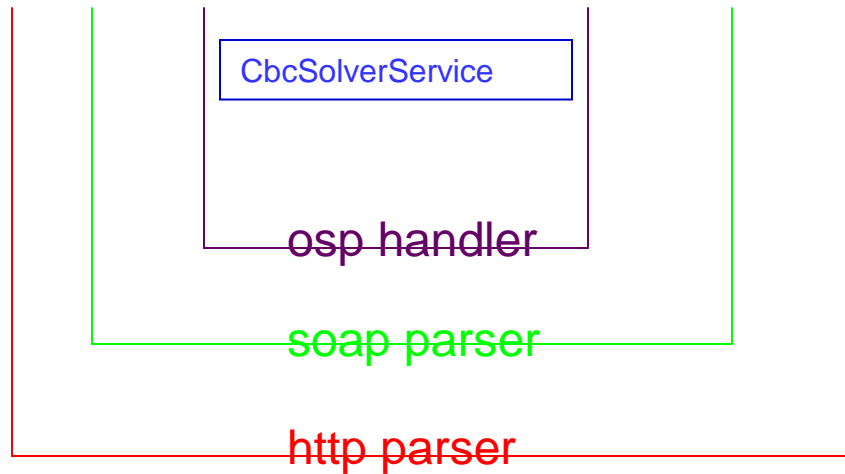 CbcSolverService
osp handler
soap parser
http parser